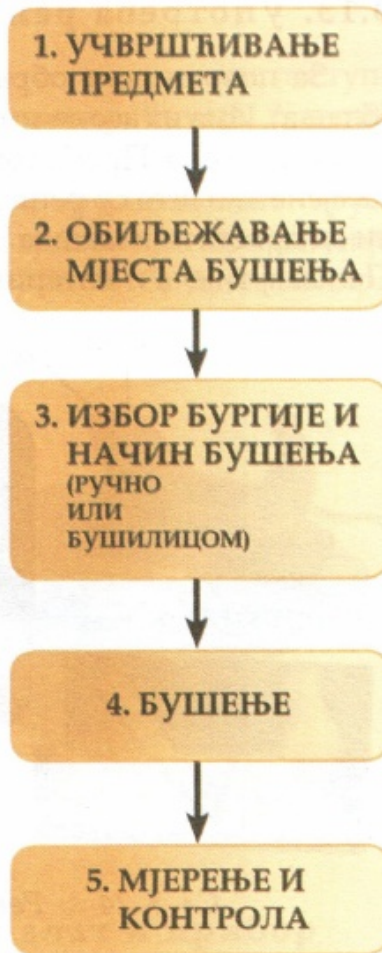 1. УЧВРШЋИВАЊЕ
ПРЕДМЕТА
2. ОБИЉЕЖАВАЊЕ
МЈЕСТА БУШЕЊА
3. ИЗБОР БУРГИЈЕ И
НАЧИН БУШЕЊА
(РУЧНО
ИЛИ
БУШИЛИЦОМ)
4. БУШЕЊЕ
5. МЈЕРЕЊЕ И
КОНТРОЛА